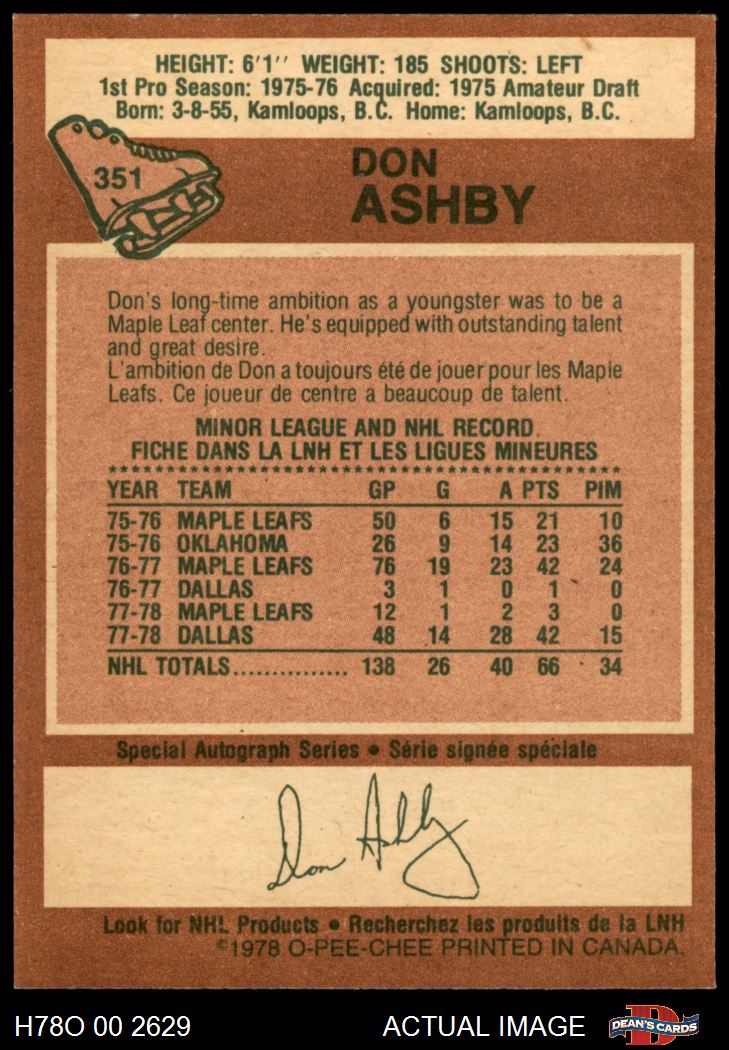 HEIGHT: 6'1'' WEIGHT: 185 SHOOTS: LEFT
1st Pro Season: 1975-76 Acquired: 1975 Amateur Draft
Born: 3-8-55, Kamloops, B.C. Home: Kamloops, B.C.
351
DON
ASHBY
Don's long-time ambition as a youngster was to be a
Maple Leaf center. He's equipped with outstanding talent
and great desire.
L'ambition de Don a toujours été de jouer pour les Maple
Leafs. Ce joueur de centre a beaucoup de talent.
MINOR LEAGUE AND NHL RECORD
FICHE DANS LA LNH ET LES LIGUES MINEURES
YEAR TEAM GP G A PTS PIM
75-76 MAPLE LEAFS 50 6 15 21 10
75-76 OKLAHOMA 26 9 14 23 36
76-77 MAPLE LEAFS 76 19 23 42 24
76-77 DALLAS 3 1 0 1 0
77-78 MAPLE LEAFS 12 1 2 3 0
77-78 DALLAS 48 14 28 42 15
NHL TOTALS............... 138 26 40 66 34
Special Autograph Series • Série signée spéciale
Don Ashby
Look for NHL Products • Recherchez les produits de la LNH
©1978 O-PEE-CHEE PRINTED IN CANADA.
H78O 00 2629 ACTUAL IMAGE D DEAN'S CARDS